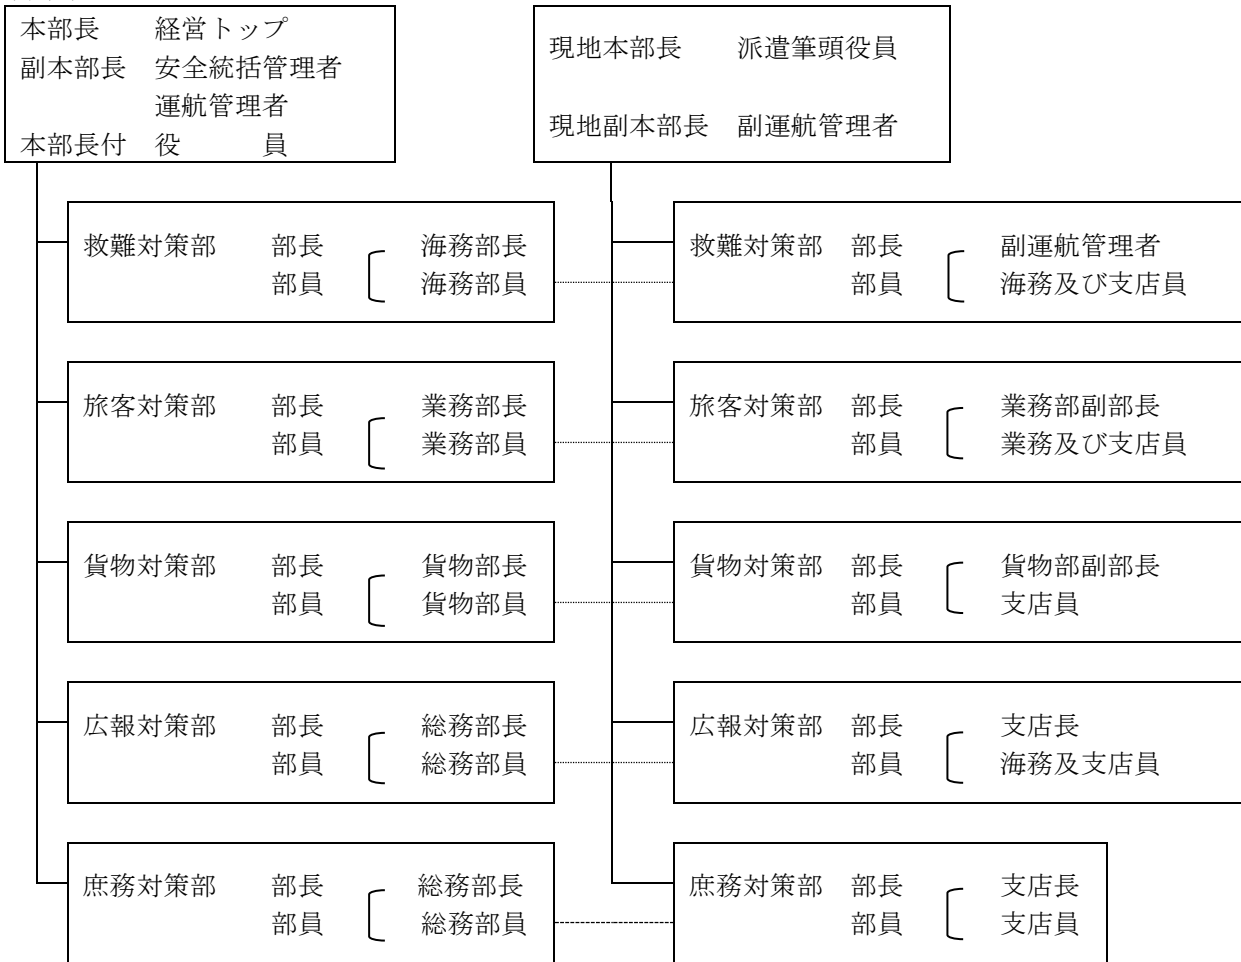 本部長　経営トップ
副本部長　安全統括管理者
運航管理者
本部長付　役　　員
現地本部長　派遣筆頭役員
現地副本部長　副運航管理者
救難対策部　部長　海務部長
部員　海務部員
救難対策部　部長　副運航管理者
部員　海務及び支店員
旅客対策部　部長　業務部長
部員　業務部員
旅客対策部　部長　業務部副部長
部員　業務及び支店員
貨物対策部　部長　貨物部長
部員　貨物部員
貨物対策部　部長　貨物部副部長
部員　支店員
広報対策部　部長　総務部長
部員　総務部員
広報対策部　部長　支店長
部員　海務及支店員
庶務対策部　部長　総務部長
部員　総務部員
庶務対策部　部長　支店長
部員　支店員